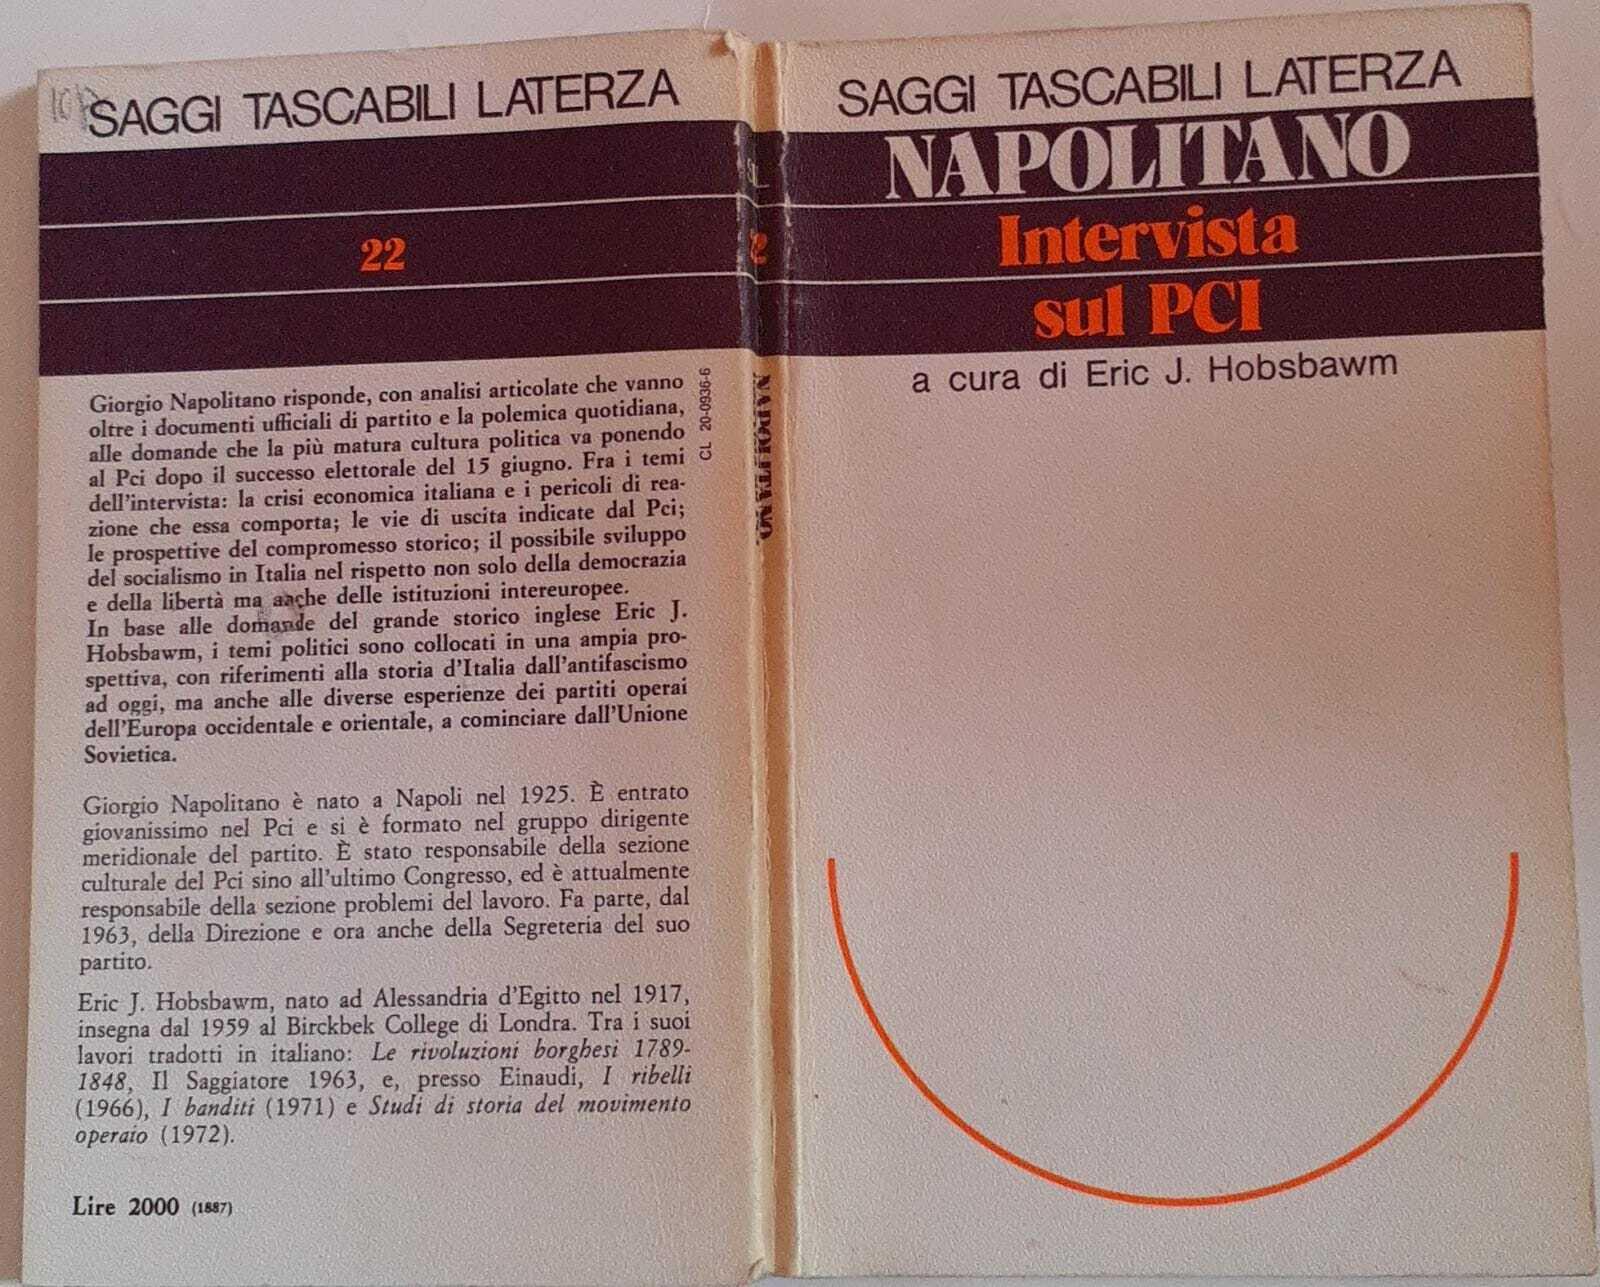 SAGGI TASCABILI LATERZA
22
Giorgio Napolitano risponde, con analisi articolate che vanno
oltre i documenti ufficiali di partito e la polemica quotidiana,
alle domande che la più matura cultura politica va ponendo
al Pci dopo il successo elettorale del 15 giugno. Fra i temi
dell'intervista: la crisi economica italiana e i pericoli di rea-
zione che essa comporta; le vie di uscita indicate dal Pci;
le prospettive del compromesso storico; il possibile sviluppo
del socialismo in Italia nel rispetto non solo della democrazia
e della libertà ma anche delle istituzioni intereuropee.
In base alle domande del grande storico inglese Eric J.
Hobsbawm, i temi politici sono collocati in una ampia pro-
spettiva, con riferimenti alla storia d'Italia dall'antifascismo
ad oggi, ma anche alle diverse esperienze dei partiti operai
dell'Europa occidentale e orientale, a cominciare dall'Unione
Sovietica.
Giorgio Napolitano è nato a Napoli nel 1925. È entrato
giovanissimo nel Pci e si è formato nel gruppo dirigente
meridionale del partito. È stato responsabile della sezione
culturale del Pci sino all'ultimo Congresso, ed è attualmente
responsabile della sezione problemi del lavoro. Fa parte, dal
1963, della Direzione e ora anche della Segreteria del suo
partito.
Eric J. Hobsbawm, nato ad Alessandria d'Egitto nel 1917,
insegna dal 1959 al Birckbek College di Londra. Tra i suoi
lavori tradotti in italiano: Le rivoluzioni borghesi 1789-
1848, Il Saggiatore 1963, e, presso Einaudi, I ribelli
(1966), I banditi (1971) e Studi di storia del movimento
operaio (1972).
Lire 2000 (1887)
CL 20-0936-6
NAPOLITANO
SAGGI TASCABILI LATERZA
NAPOLITANO
Intervista
sul PCI
a cura di Eric J. Hobsbawm